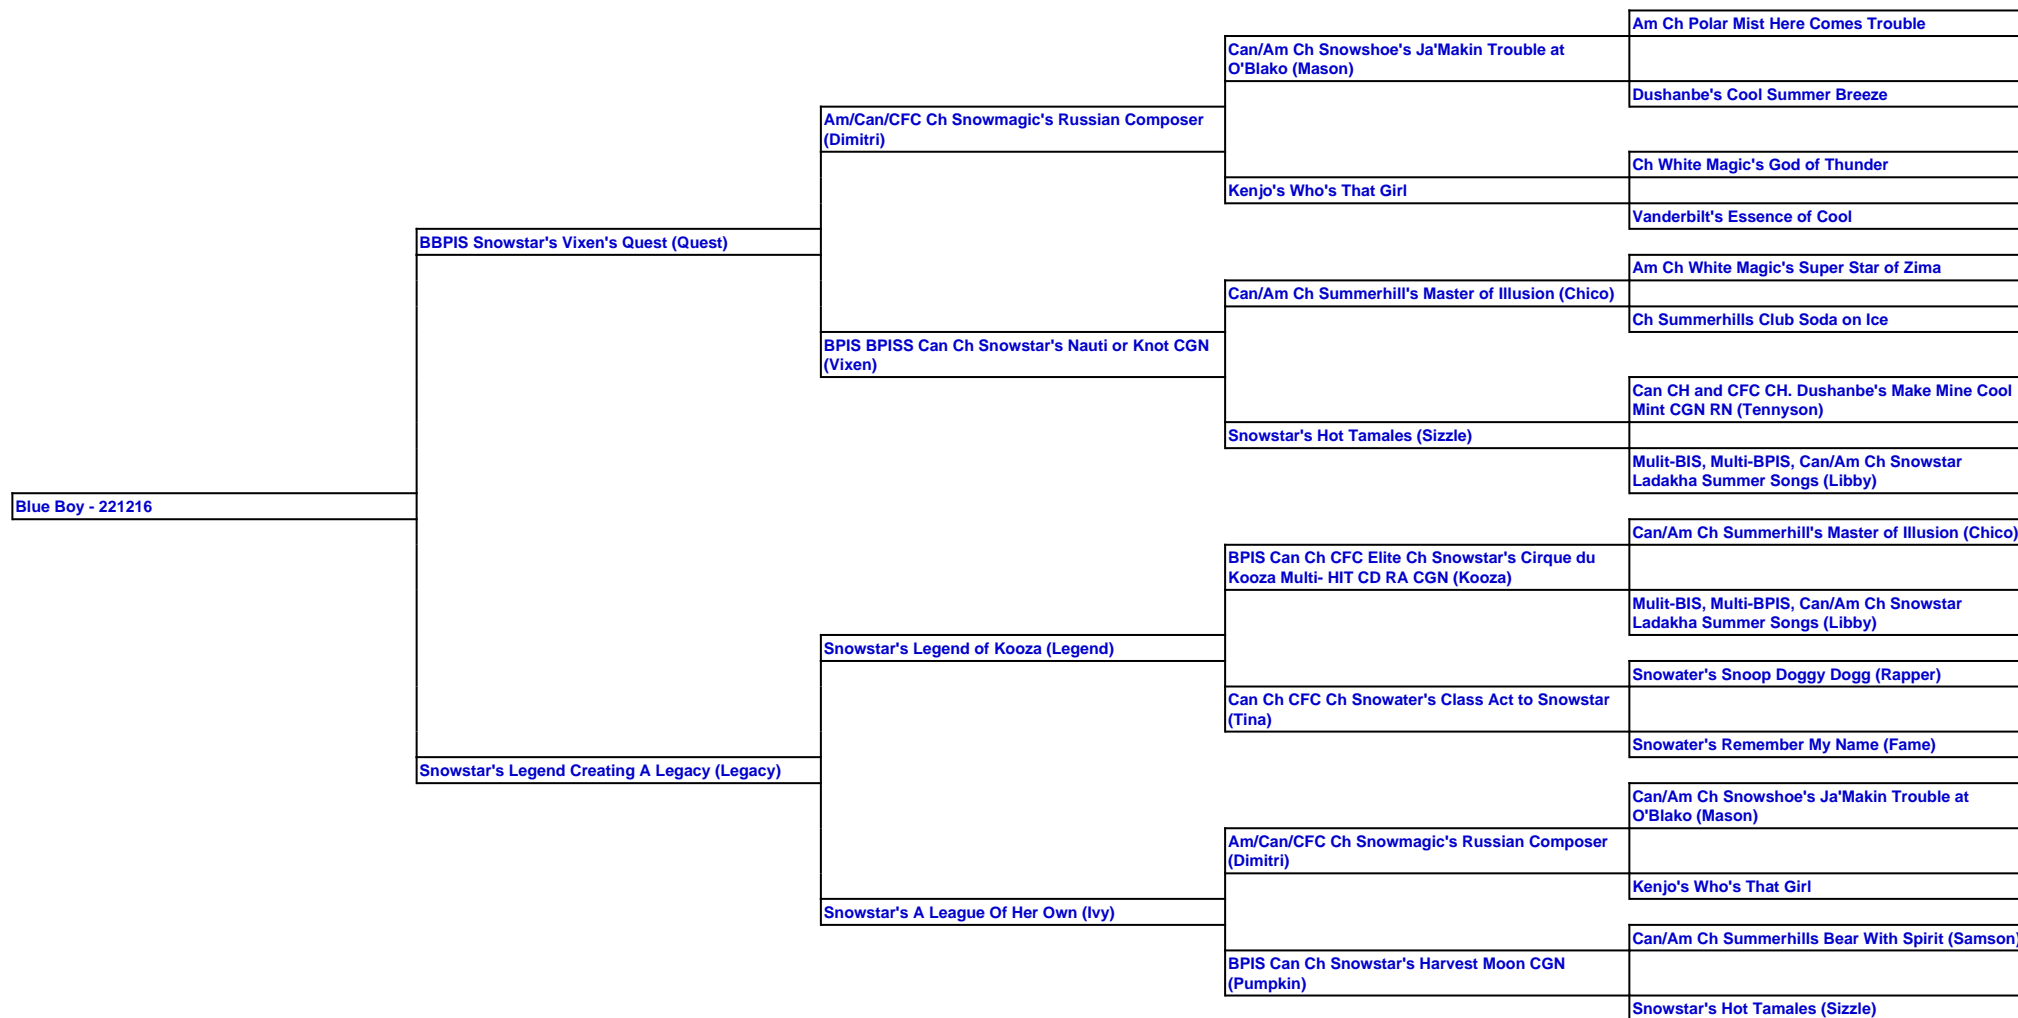 Am Ch Polar Mist Here Comes Trouble
Can/Am Ch Snowshoe's Ja'Makin Trouble at
O'Blako (Mason)
Dushanbe's Cool Summer Breeze
Am/Can/CFC Ch Snowmagic's Russian Composer
(Dimitri)
Ch White Magic's God of Thunder
Kenjo's Who's That Girl
Vanderbilt's Essence of Cool
BBPIS Snowstar's Vixen's Quest (Quest)
Am Ch White Magic's Super Star of Zima
Can/Am Ch Summerhill's Master of Illusion (Chico)
Ch Summerhills Club Soda on Ice
BPIS BPISS Can Ch Snowstar's Nauti or Knot CGN
(Vixen)
Can CH and CFC CH. Dushanbe's Make Mine Cool
Mint CGN RN (Tennyson)
Snowstar's Hot Tamales (Sizzle)
Mulit-BIS, Multi-BPIS, Can/Am Ch Snowstar
Ladakha Summer Songs (Libby)
Blue Boy - 221216
Can/Am Ch Summerhill's Master of Illusion (Chico)
BPIS Can Ch CFC Elite Ch Snowstar's Cirque du
Kooza Multi- HIT CD RA CGN (Kooza)
Mulit-BIS, Multi-BPIS, Can/Am Ch Snowstar
Ladakha Summer Songs (Libby)
Snowstar's Legend of Kooza (Legend)
Snowater's Snoop Doggy Dogg (Rapper)
Can Ch CFC Ch Snowater's Class Act to Snowstar
(Tina)
Snowater's Remember My Name (Fame)
Snowstar's Legend Creating A Legacy (Legacy)
Can/Am Ch Snowshoe's Ja'Makin Trouble at
O'Blako (Mason)
Am/Can/CFC Ch Snowmagic's Russian Composer
(Dimitri)
Kenjo's Who's That Girl
Snowstar's A League Of Her Own (Ivy)
Can/Am Ch Summerhills Bear With Spirit (Samson)
BPIS Can Ch Snowstar's Harvest Moon CGN
(Pumpkin)
Snowstar's Hot Tamales (Sizzle)